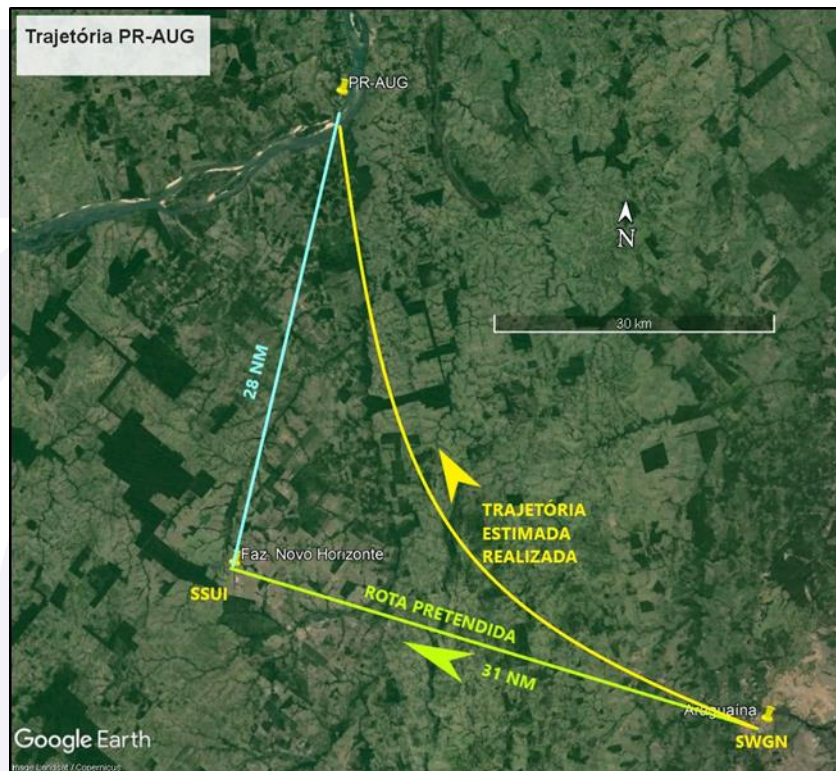 Trajetória PR-AUG
PR-AUG
N
30 km
28 NM
TRAJETÓRIA
ESTIMADA
REALIZADA
Faz. Novo Horizonte
SSUI
ROTA PRETENDIDA
31 NM
Araguaína
SWGN
Google Earth
Image Landsat / Copernicus